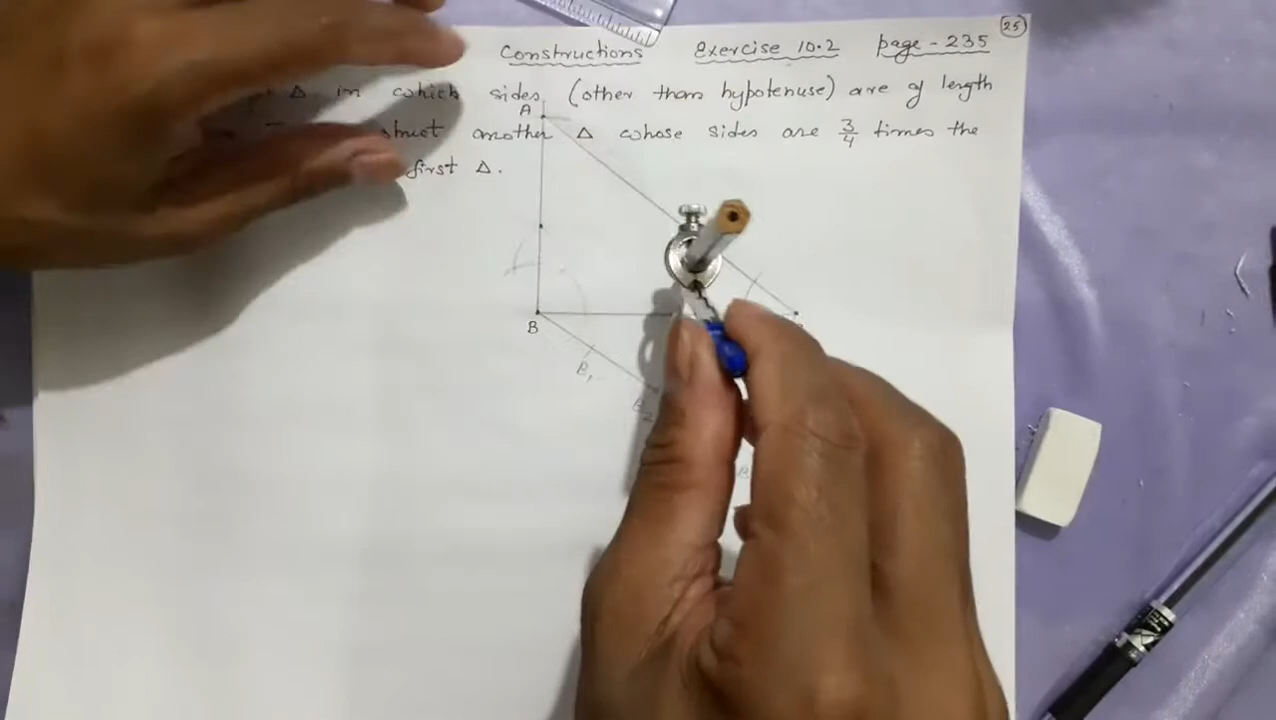 25
Constructions Exercise 10.2 page - 235
Δ in which sides (other than hypotenuse) are of length
another Δ whose sides are 3/4 times the
first Δ.
A
B
B1
B2
B